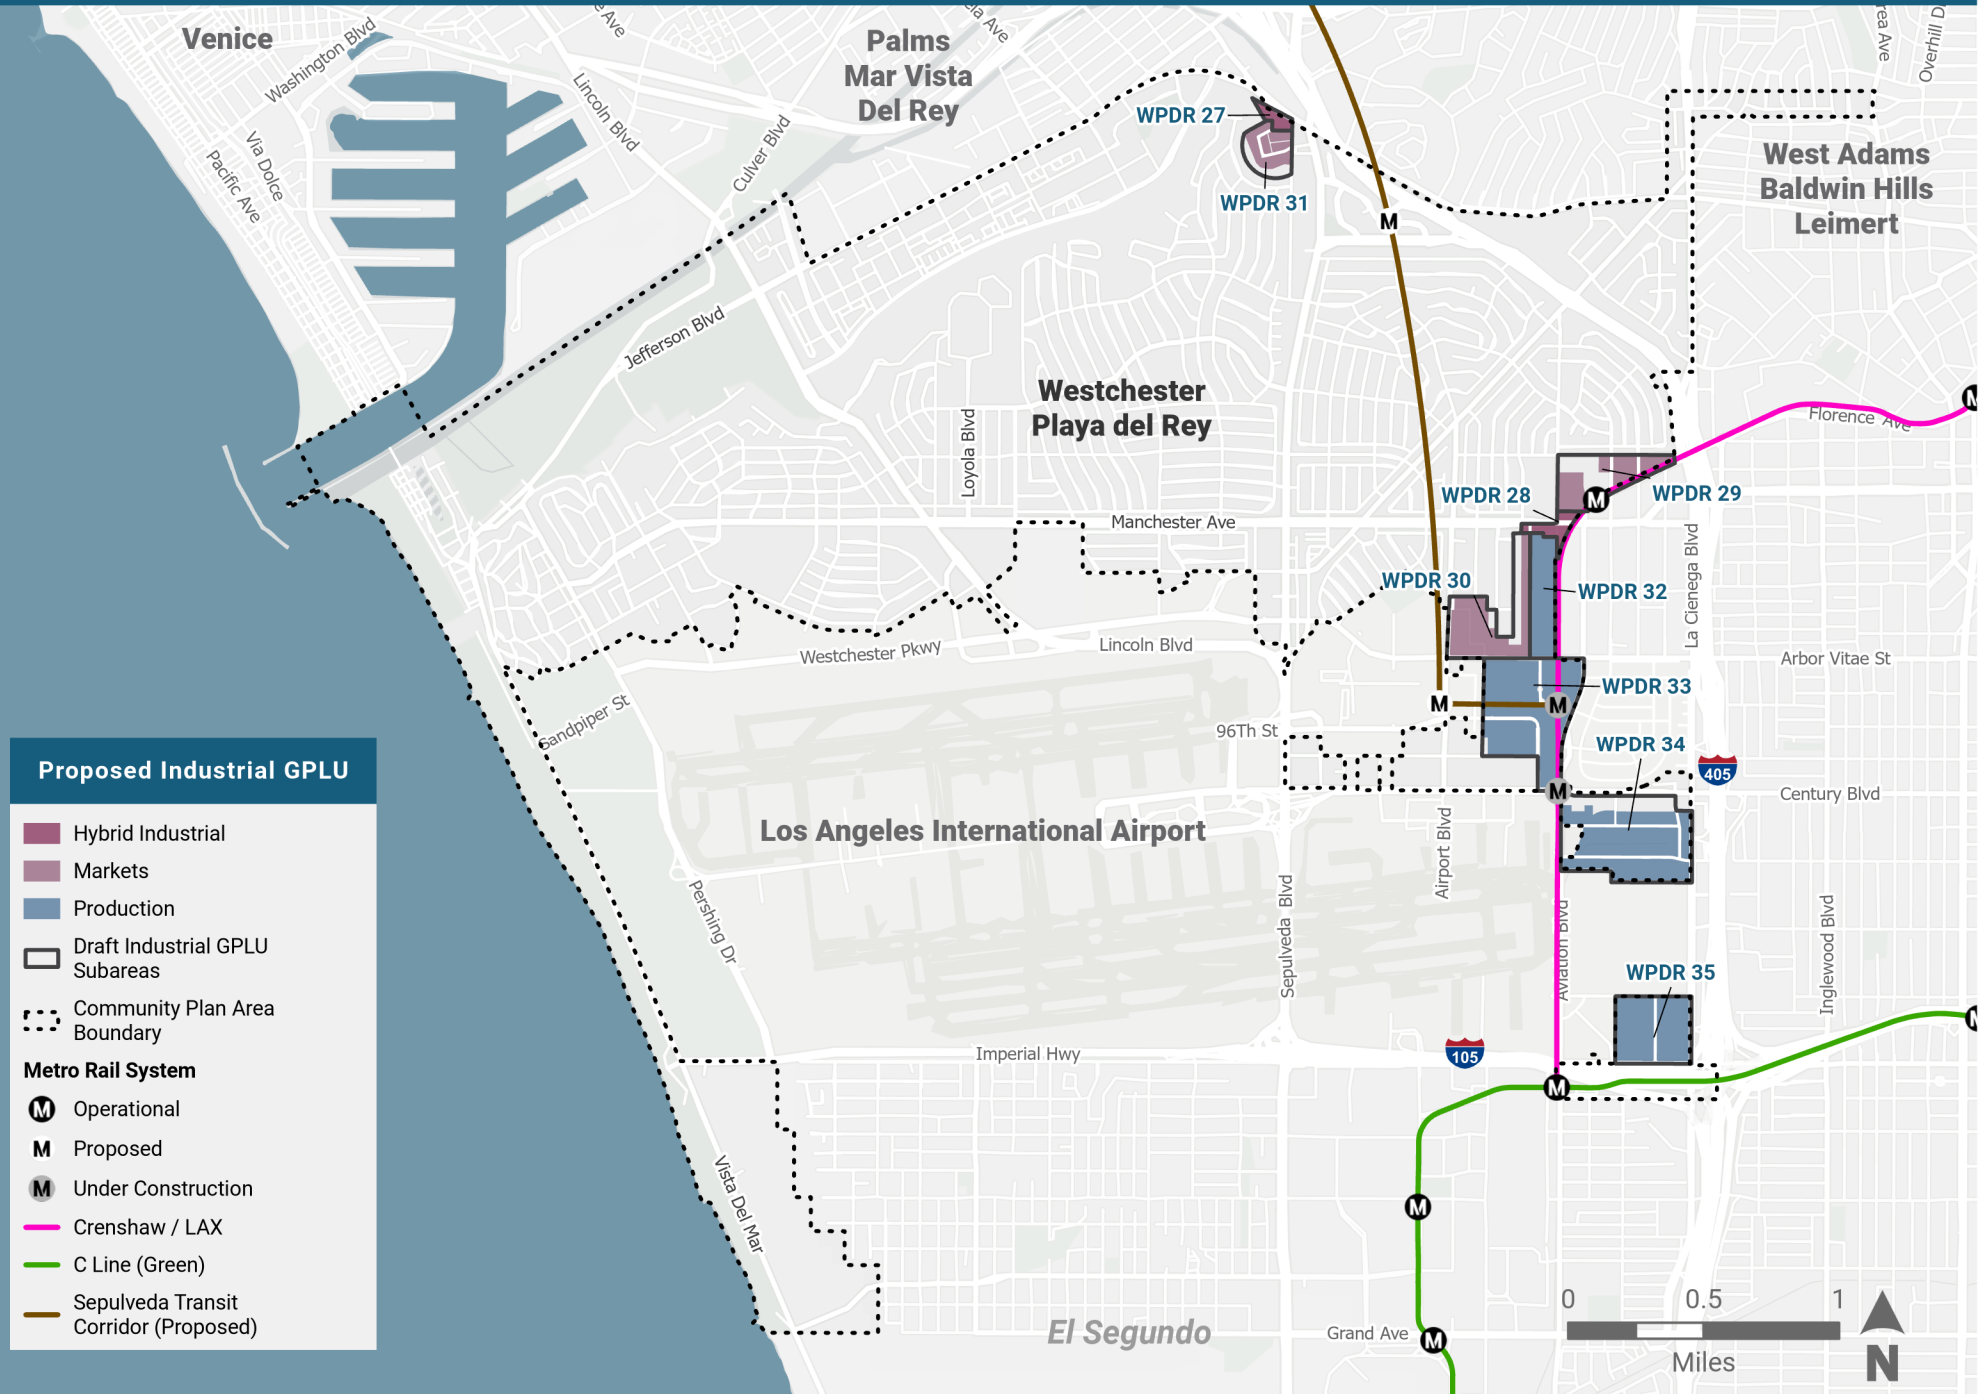 Venice
Washington Blvd
Via Dolce
Pacific Ave
Lincoln Blvd
Culver Blvd
Palms
Mar Vista
Del Rey
WPDR 27
WPDR 31
M
West Adams
Baldwin Hills
Leimert
Overhill D
rea Ave
Jefferson Blvd
Westchester
Playa del Rey
Loyola Blvd
Manchester Ave
Florence Ave
M
WPDR 28
M
WPDR 29
La Cienega Blvd
WPDR 30
WPDR 32
Westchester Pkwy
Lincoln Blvd
Arbor Vitae St
WPDR 33
M
M
Sandpiper St
96Th St
WPDR 34
405
M
Century Blvd
Los Angeles International Airport
Airport Blvd
Sepulveda Blvd
Aviation Blvd
Inglewood Blvd
Pershing Dr
WPDR 35
Imperial Hwy
105
M
M
Vista Del Mar
M
El Segundo
Grand Ave
M
Proposed Industrial GPLU
Hybrid Industrial
Markets
Production
Draft Industrial GPLU
Subareas
Community Plan Area
Boundary
Metro Rail System
M Operational
M Proposed
M Under Construction
Crenshaw / LAX
C Line (Green)
Sepulveda Transit
Corridor (Proposed)
0 0.5 1
Miles
N